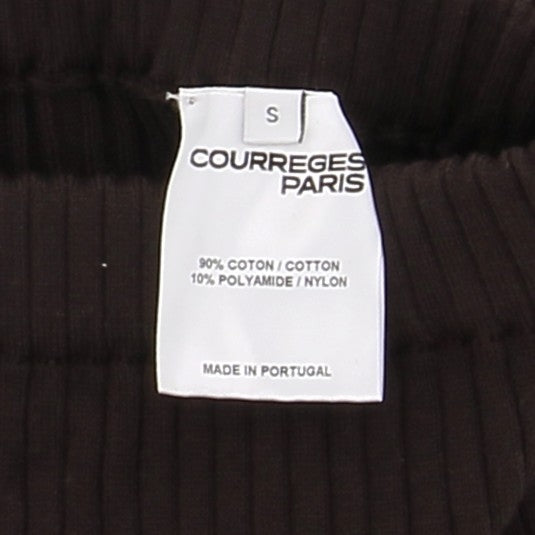 S
COURREGES
PARIS
90% COTON / COTTON
10% POLYAMIDE / NYLON
MADE IN PORTUGAL